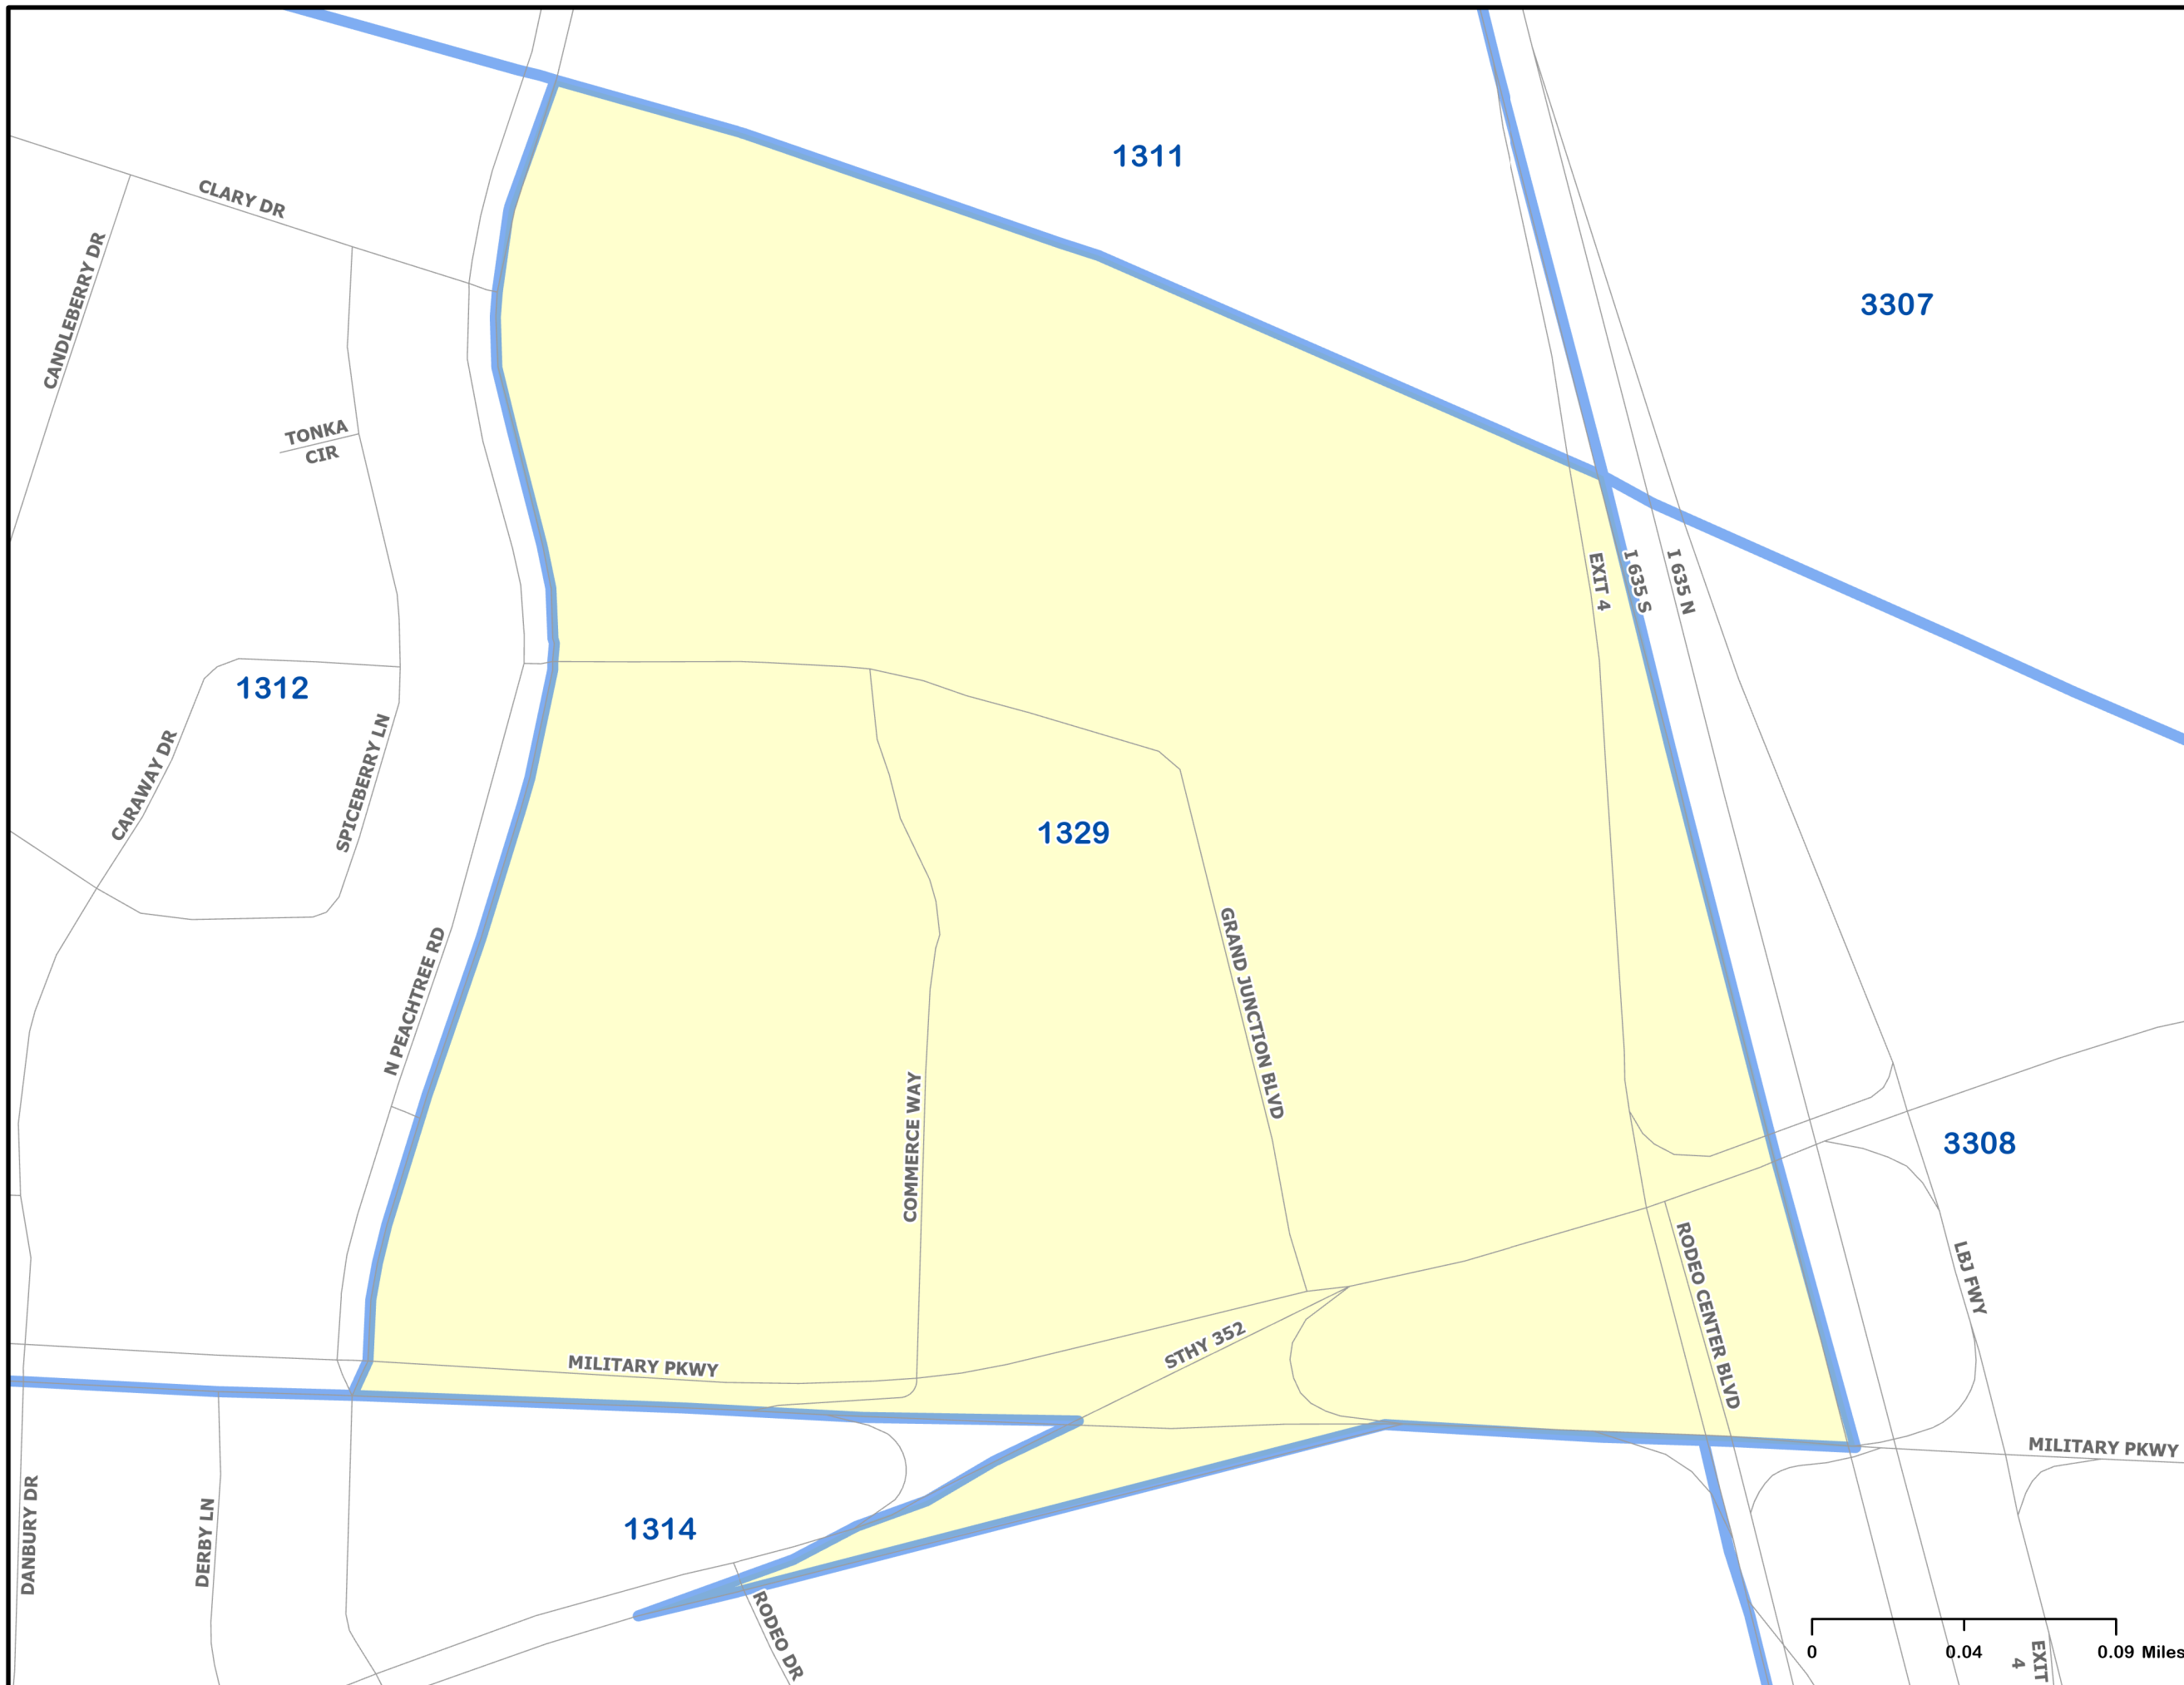 1311
CLARY DR
CANDLEBERRY DR
3307
TONKA
CIR
EXIT 4
I 635 S
I 635 N
1312
CARAWAY DR
SPICEBERRY LN
1329
N PEACHTREE RD
GRAND JUNCTION BLVD
COMMERCE WAY
3308
RODEO CENTER BLVD
LBJ FWY
STHY 352
MILITARY PKWY
MILITARY PKWY
DANBURY DR
DERBY LN
1314
RODEO DR
EXIT
4
0 0.04 0.09 Miles